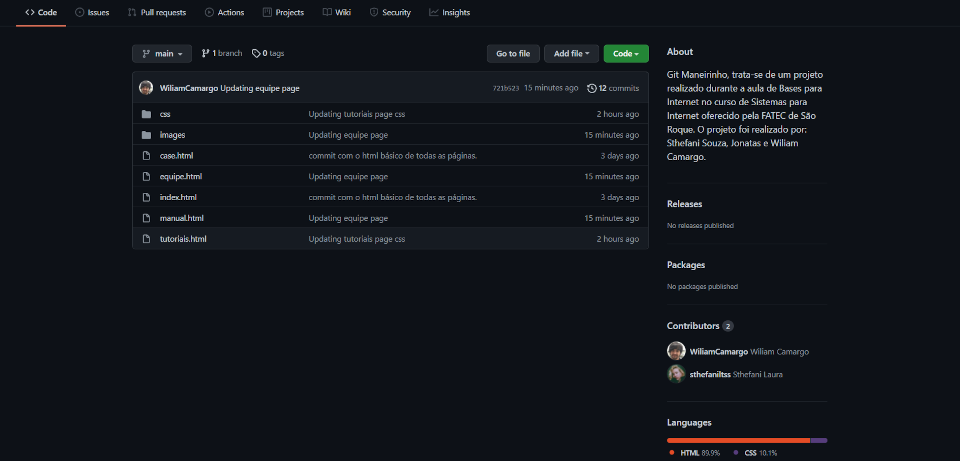 Code
Issues
Pull requests
Actions
Projects
Wiki
Security
Insights
main
1 branch
0 tags
Go to file
Add file
Code
WiliamCamargo Updating equipe page
721b523 15 minutes ago 12 commits
css Updating tutoriais page css 2 hours ago
images Updating equipe page 15 minutes ago
case.html commit com o html básico de todas as páginas. 3 days ago
equipe.html Updating equipe page 15 minutes ago
index.html commit com o html básico de todas as páginas. 3 days ago
manual.html Updating equipe page 15 minutes ago
tutoriais.html Updating tutoriais page css 2 hours ago
About
Git Maneirinho, trata-se de um projeto
realizado durante a aula de Bases para
Internet no curso de Sistemas para
Internet oferecido pela FATEC de São
Roque. O projeto foi realizado por:
Sthefani Souza, Jonatas e Wiliam
Camargo.
Releases
No releases published
Packages
No packages published
Contributors 2
WiliamCamargo Wiliam Camargo
sthefaniltss Sthefani Laura
Languages
HTML 89.9% CSS 10.1%